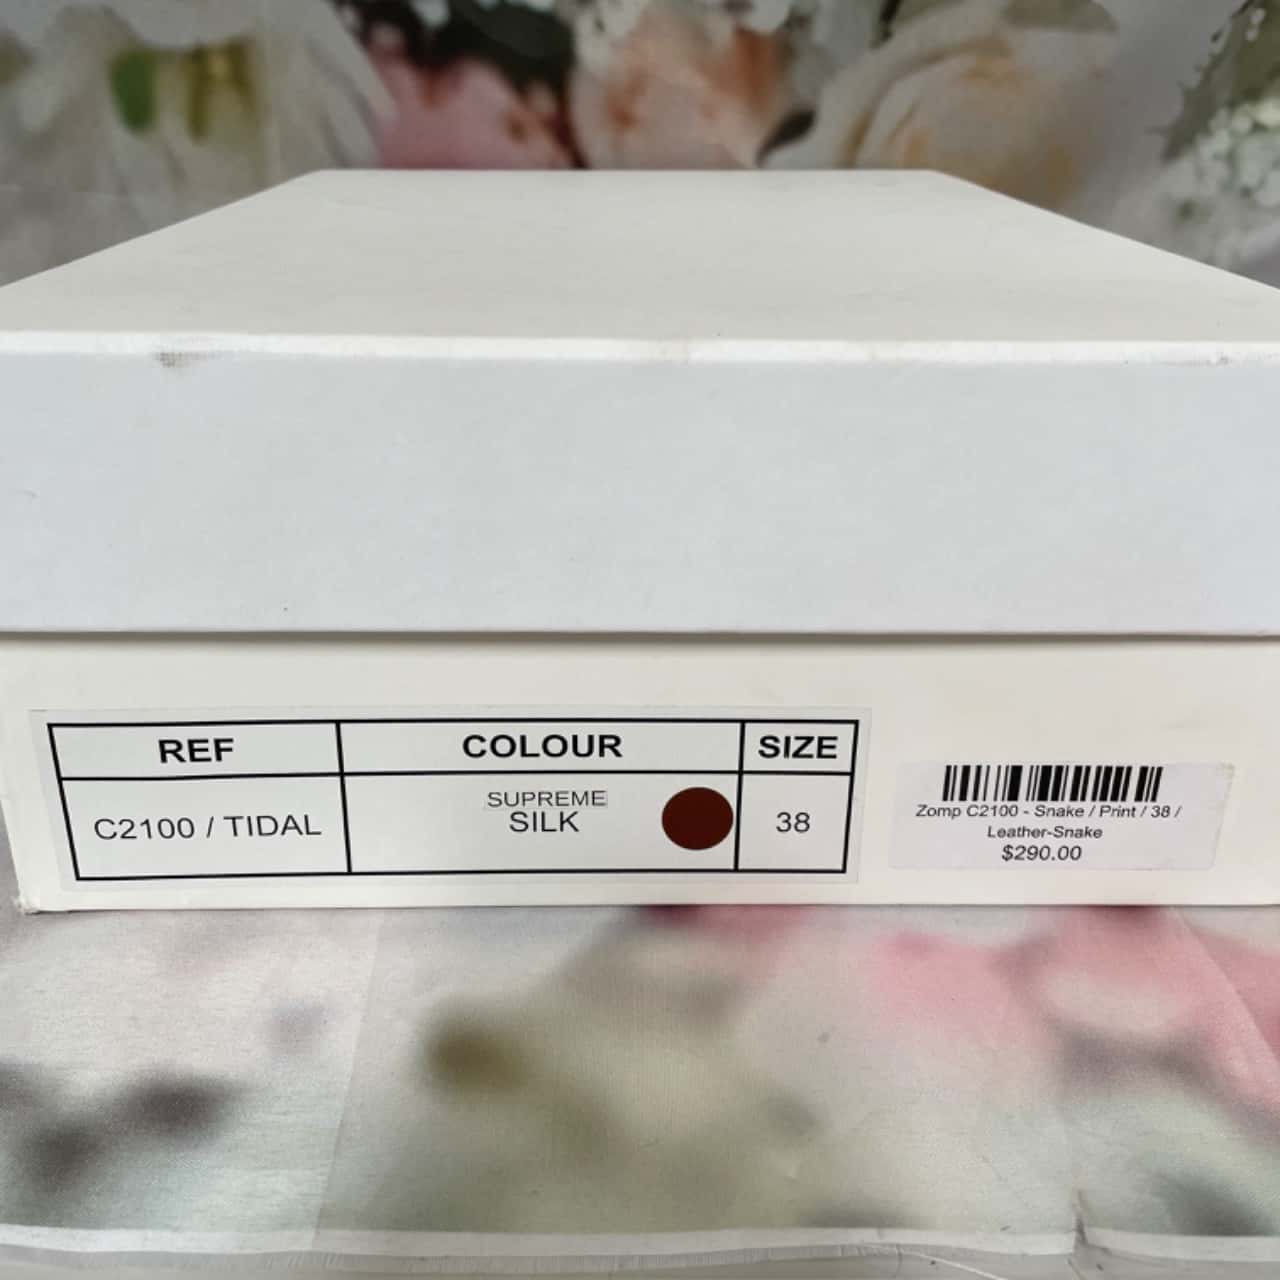 REF COLOUR SIZE
C2100 / TIDAL SUPREME SILK 38
Zomp C2100 - Snake / Print / 38 /
Leather-Snake
$290.00